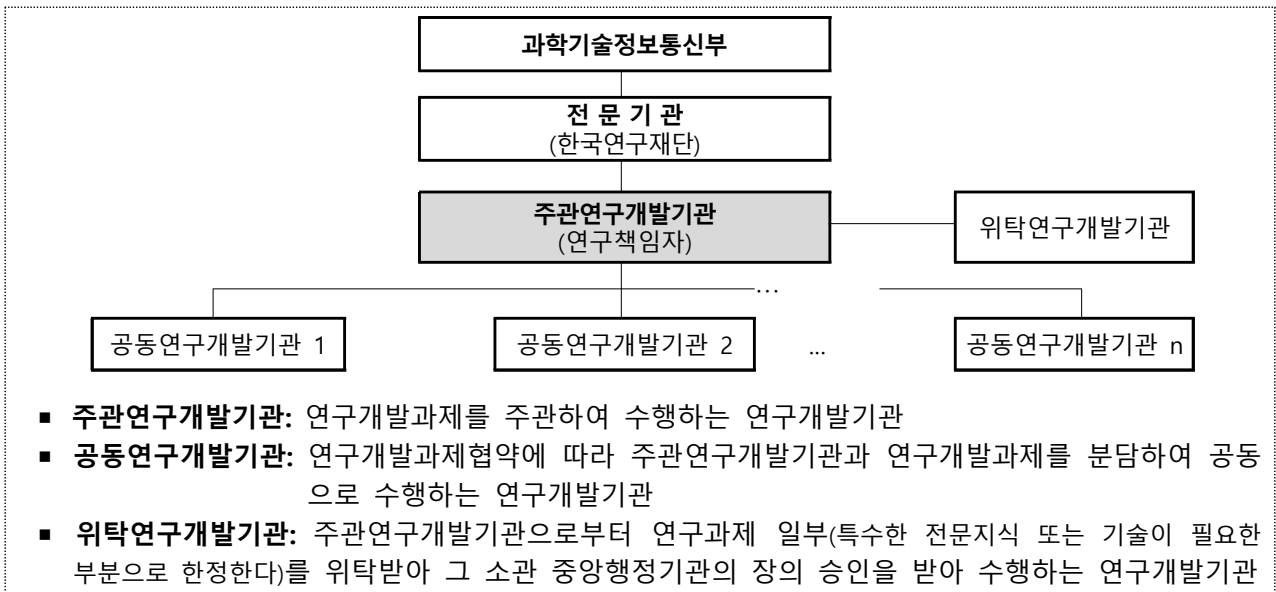 과학기술정보통신부
전 문 기 관
(한국연구재단)
주관연구개발기관
(연구책임자)
위탁연구개발기관
…
공동연구개발기관 1
공동연구개발기관 2
...
공동연구개발기관 n
▪ 주관연구개발기관: 연구개발과제를 주관하여 수행하는 연구개발기관
▪ 공동연구개발기관: 연구개발과제협약에 따라 주관연구개발기관과 연구개발과제를 분담하여 공동
으로 수행하는 연구개발기관
▪ 위탁연구개발기관: 주관연구개발기관으로부터 연구과제 일부(특수한 전문지식 또는 기술이 필요한
부분으로 한정한다)를 위탁받아 그 소관 중앙행정기관의 장의 승인을 받아 수행하는 연구개발기관